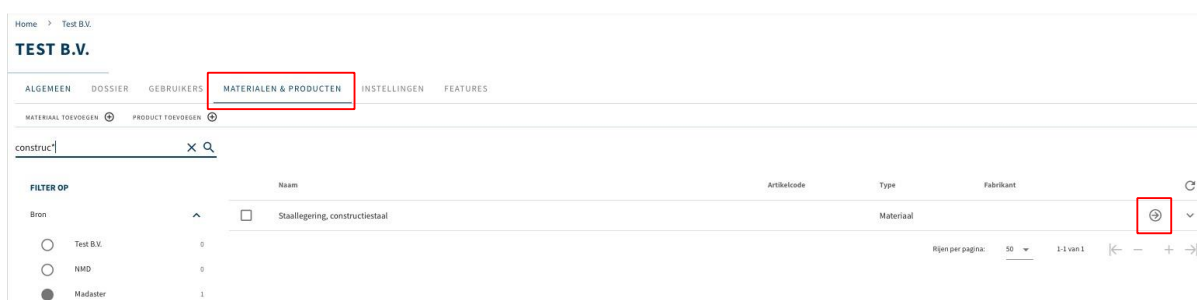 Home > Test B.V.
TEST B.V.
ALGEMEEN DOSSIER GEBRUIKERS MATERIALEN & PRODUCTEN INSTELLINGEN FEATURES
MATERIAAL TOEVOEGEN PRODUCT TOEVOEGEN
construc*
FILTER OP Naam Artikelcode Type Fabrikant
Bron Staallegering, constructiestaal Materiaal
Test B.V. 0 Rijen per pagina: 50 1-1 van 1
NMD 0
Madaster 1